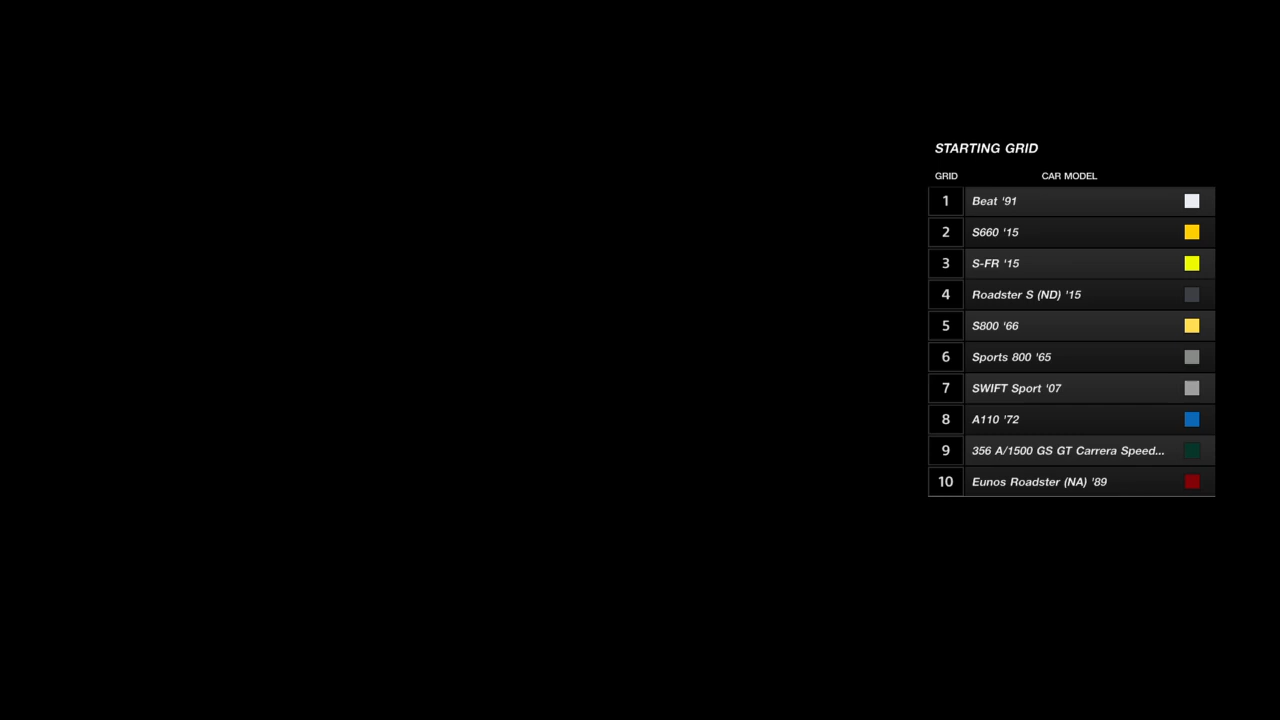 STARTING GRID
GRID CAR MODEL
1 Beat '91
2 S660 '15
3 S-FR '15
4 Roadster S (ND) '15
5 S800 '66
6 Sports 800 '65
7 SWIFT Sport '07
8 A110 '72
9 356 A/1500 GS GT Carrera Speed...
10 Eunos Roadster (NA) '89